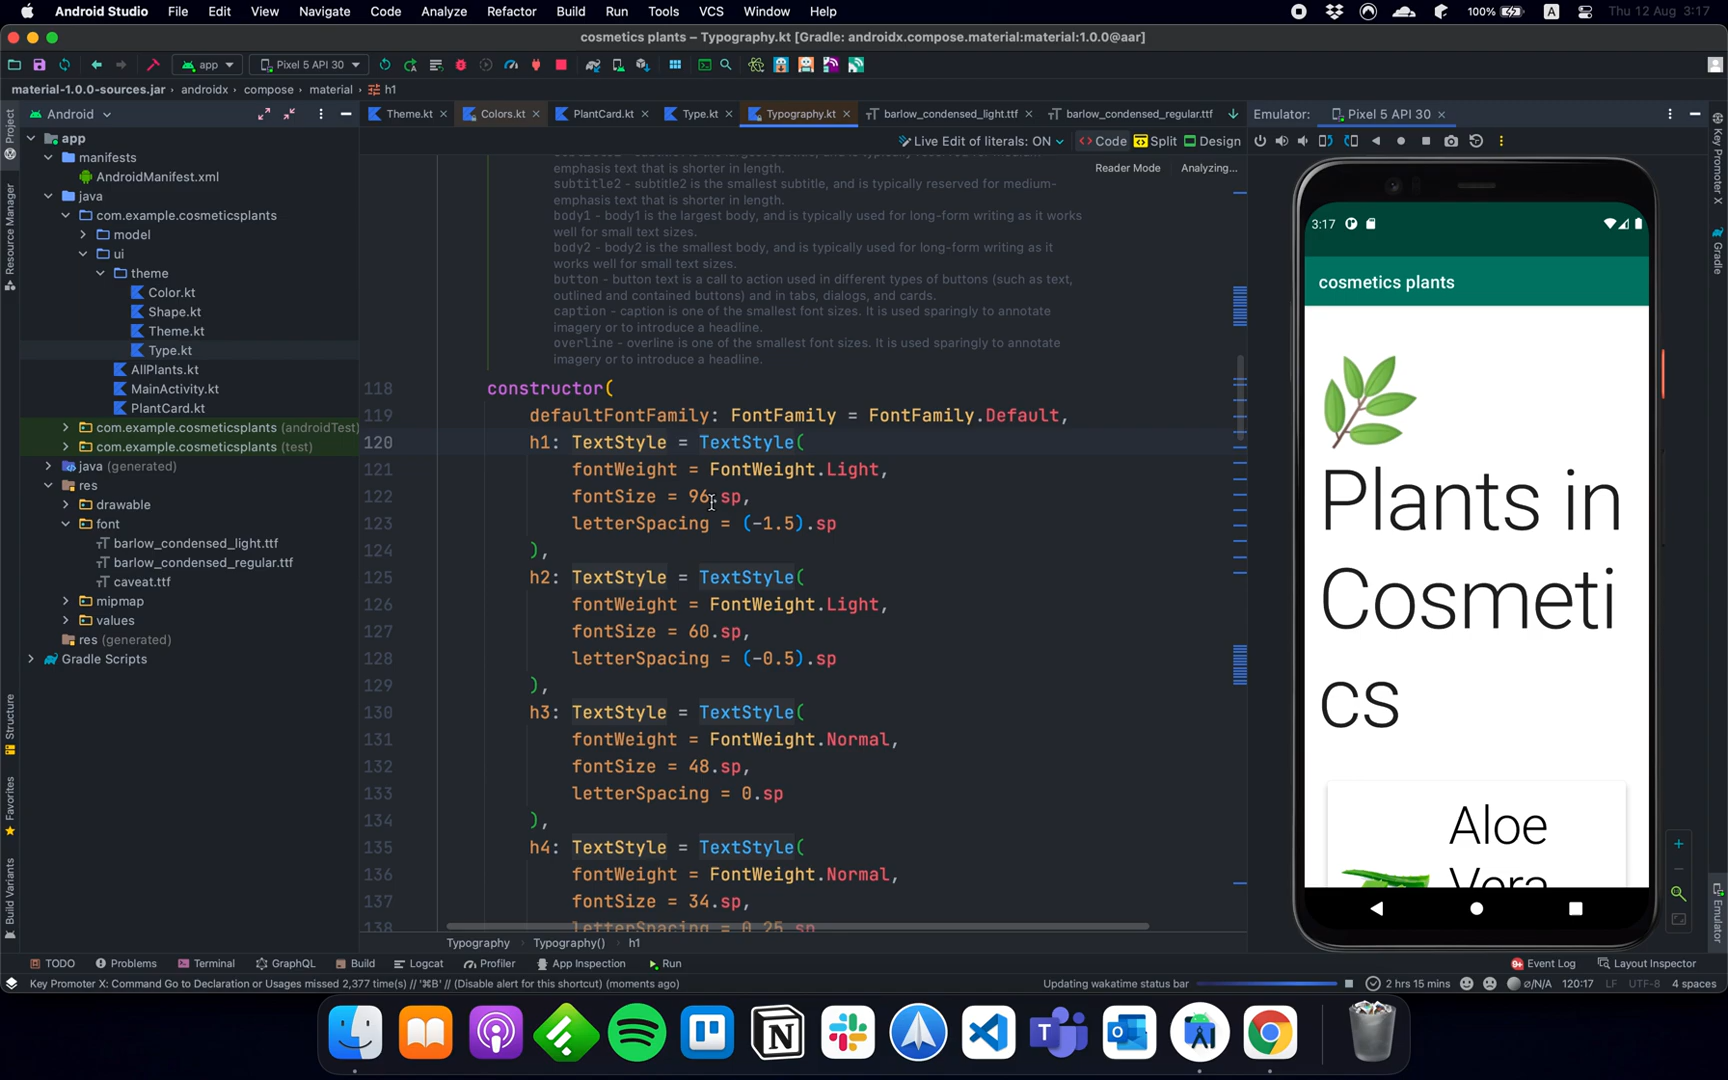 Android Studio File Edit View Navigate Code Analyze Refactor Build Run Tools VCS Window Help 100% A Thu 12 Aug 3:17
cosmetics plants – Typography.kt [Gradle: androidx.compose.material:material:1.0.0@aar]
app Pixel 5 API 30
material-1.0.0-sources.jar androidx compose material h1
Android
Theme.kt Colors.kt PlantCard.kt Type.kt Typography.kt barlow_condensed_light.ttf barlow_condensed_regular.ttf
Emulator: Pixel 5 API 30
Live Edit of literals: ON Code Split Design
Reader Mode Analyzing...
Project
Resource Manager
Structure
Favorites
Build Variants
app
manifests
AndroidManifest.xml
java
com.example.cosmeticsplants
model
ui
theme
Color.kt
Shape.kt
Theme.kt
Type.kt
AllPlants.kt
MainActivity.kt
PlantCard.kt
com.example.cosmeticsplants (androidTest)
com.example.cosmeticsplants (test)
java (generated)
res
drawable
font
barlow_condensed_light.ttf
barlow_condensed_regular.ttf
caveat.ttf
mipmap
values
res (generated)
Gradle Scripts
emphasis text that is shorter in length.
subtitle2 - subtitle2 is the smallest subtitle, and is typically reserved for medium-
emphasis text that is shorter in length.
body1 - body1 is the largest body, and is typically used for long-form writing as it works
well for small text sizes.
body2 - body2 is the smallest body, and is typically used for long-form writing as it
works well for small text sizes.
button - button text is a call to action used in different types of buttons (such as text,
outlined and contained buttons) and in tabs, dialogs, and cards.
caption - caption is one of the smallest font sizes. It is used sparingly to annotate
imagery or to introduce a headline.
overline - overline is one of the smallest font sizes. It is used sparingly to annotate
imagery or to introduce a headline.
118 constructor(
119 defaultFontFamily: FontFamily = FontFamily.Default,
120 h1: TextStyle = TextStyle(
121 fontWeight = FontWeight.Light,
122 fontSize = 96.sp,
123 letterSpacing = (-1.5).sp
124 ),
125 h2: TextStyle = TextStyle(
126 fontWeight = FontWeight.Light,
127 fontSize = 60.sp,
128 letterSpacing = (-0.5).sp
129 ),
130 h3: TextStyle = TextStyle(
131 fontWeight = FontWeight.Normal,
132 fontSize = 48.sp,
133 letterSpacing = 0.sp
134 ),
135 h4: TextStyle = TextStyle(
136 fontWeight = FontWeight.Normal,
137 fontSize = 34.sp,
138 letterSpacing = 0.25.sp
Typography Typography() h1
3:17
cosmetics plants
Plants in
Cosmeti
cs
Aloe
Vera
Key Promoter X
Gradle
Emulator
TODO Problems Terminal GraphQL Build Logcat Profiler App Inspection Run 9+ Event Log Layout Inspector
Key Promoter X: Command Go to Declaration or Usages missed 2,377 time(s) // '⌘B' // (Disable alert for this shortcut) (moments ago) Updating wakatime status bar 2 hrs 15 mins ⊘/N/A 120:17 LF UTF-8 4 spaces